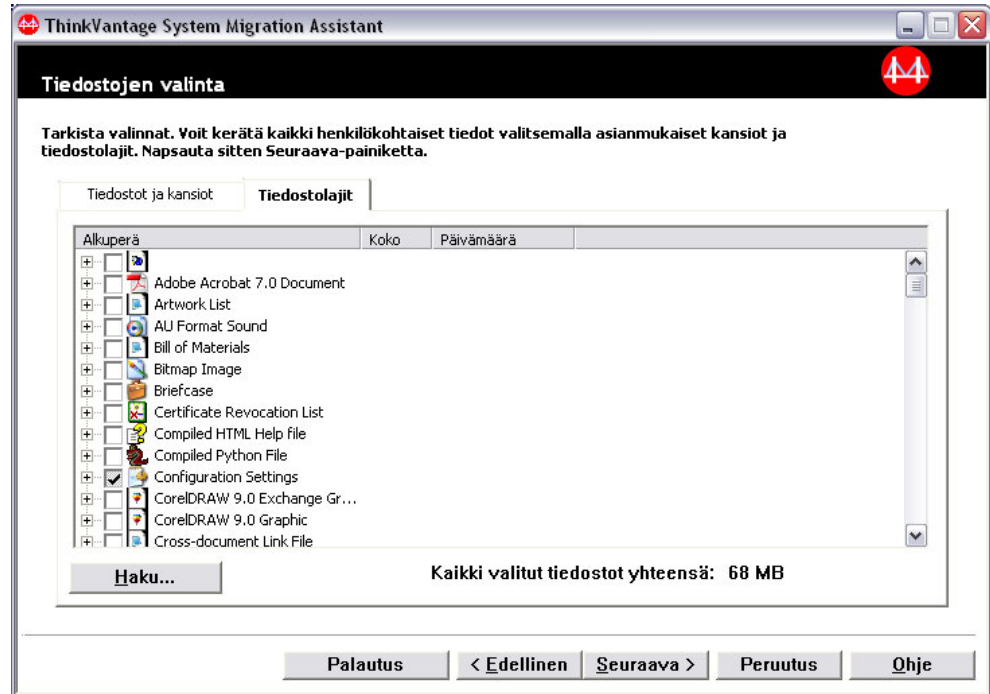 ThinkVantage System Migration Assistant
Tiedostojen valinta
Tarkista valinnat. Voit kerätä kaikki henkilökohtaiset tiedot valitsemalla asianmukaiset kansiot ja
tiedostolajit. Napsauta sitten Seuraava-painiketta.
Tiedostot ja kansiot Tiedostolajit
Alkuperä Koko Päivämäärä
Adobe Acrobat 7.0 Document
Artwork List
AU Format Sound
Bill of Materials
Bitmap Image
Briefcase
Certificate Revocation List
Compiled HTML Help file
Compiled Python File
Configuration Settings
CorelDRAW 9.0 Exchange Gr...
CorelDRAW 9.0 Graphic
Cross-document Link File
Haku... Kaikki valitut tiedostot yhteensä: 68 MB
Palautus < Edellinen Seuraava > Peruutus Ohje